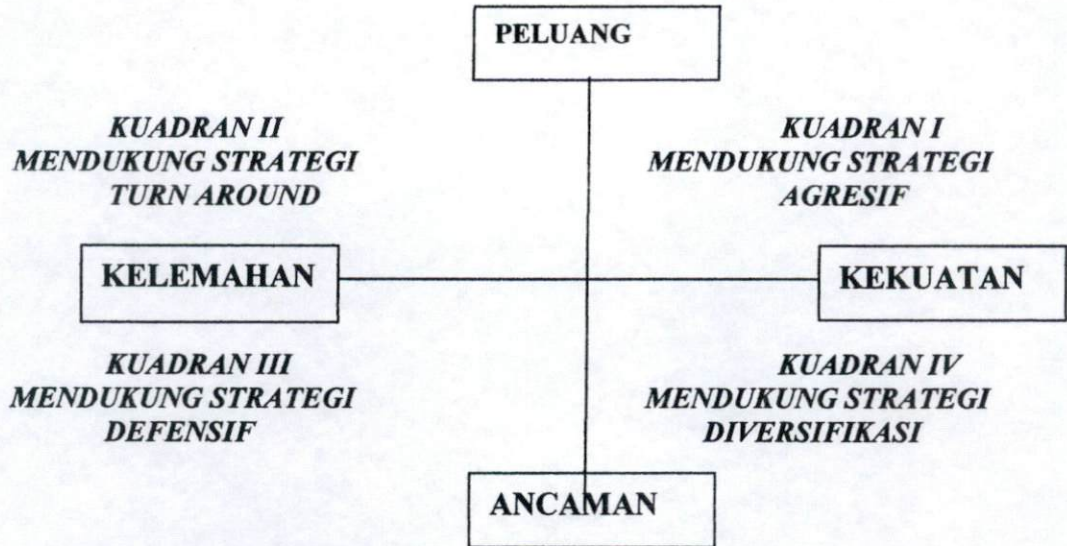 PELUANG
KUADRAN II
MENDUKUNG STRATEGI
TURN AROUND
KUADRAN I
MENDUKUNG STRATEGI
AGRESIF
KELEMAHAN
KEKUATAN
KUADRAN III
MENDUKUNG STRATEGI
DEFENSIF
KUADRAN IV
MENDUKUNG STRATEGI
DIVERSIFIKASI
ANCAMAN